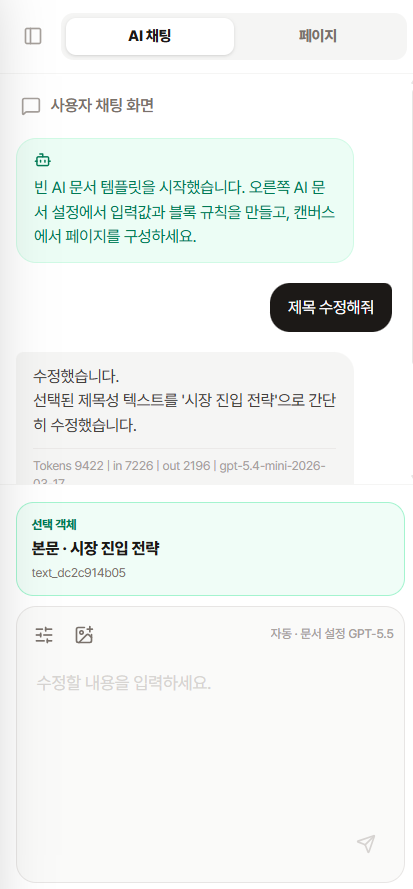 AI 채팅
페이지
사용자 채팅 화면
빈 AI 문서 템플릿을 시작했습니다. 오른쪽 AI 문
서 설정에서 입력값과 블록 규칙을 만들고, 캔버스
에서 페이지를 구성하세요.
제목 수정해줘
수정했습니다.
선택된 제목성 텍스트를 '시장 진입 전략'으로 간단
히 수정했습니다.
Tokens 9422 | in 7226 | out 2196 | gpt-5.4-mini-2026-
03-17
선택 객체
본문 · 시장 진입 전략
text_dc2c914b05
자동 · 문서 설정 GPT-5.5
수정할 내용을 입력하세요.